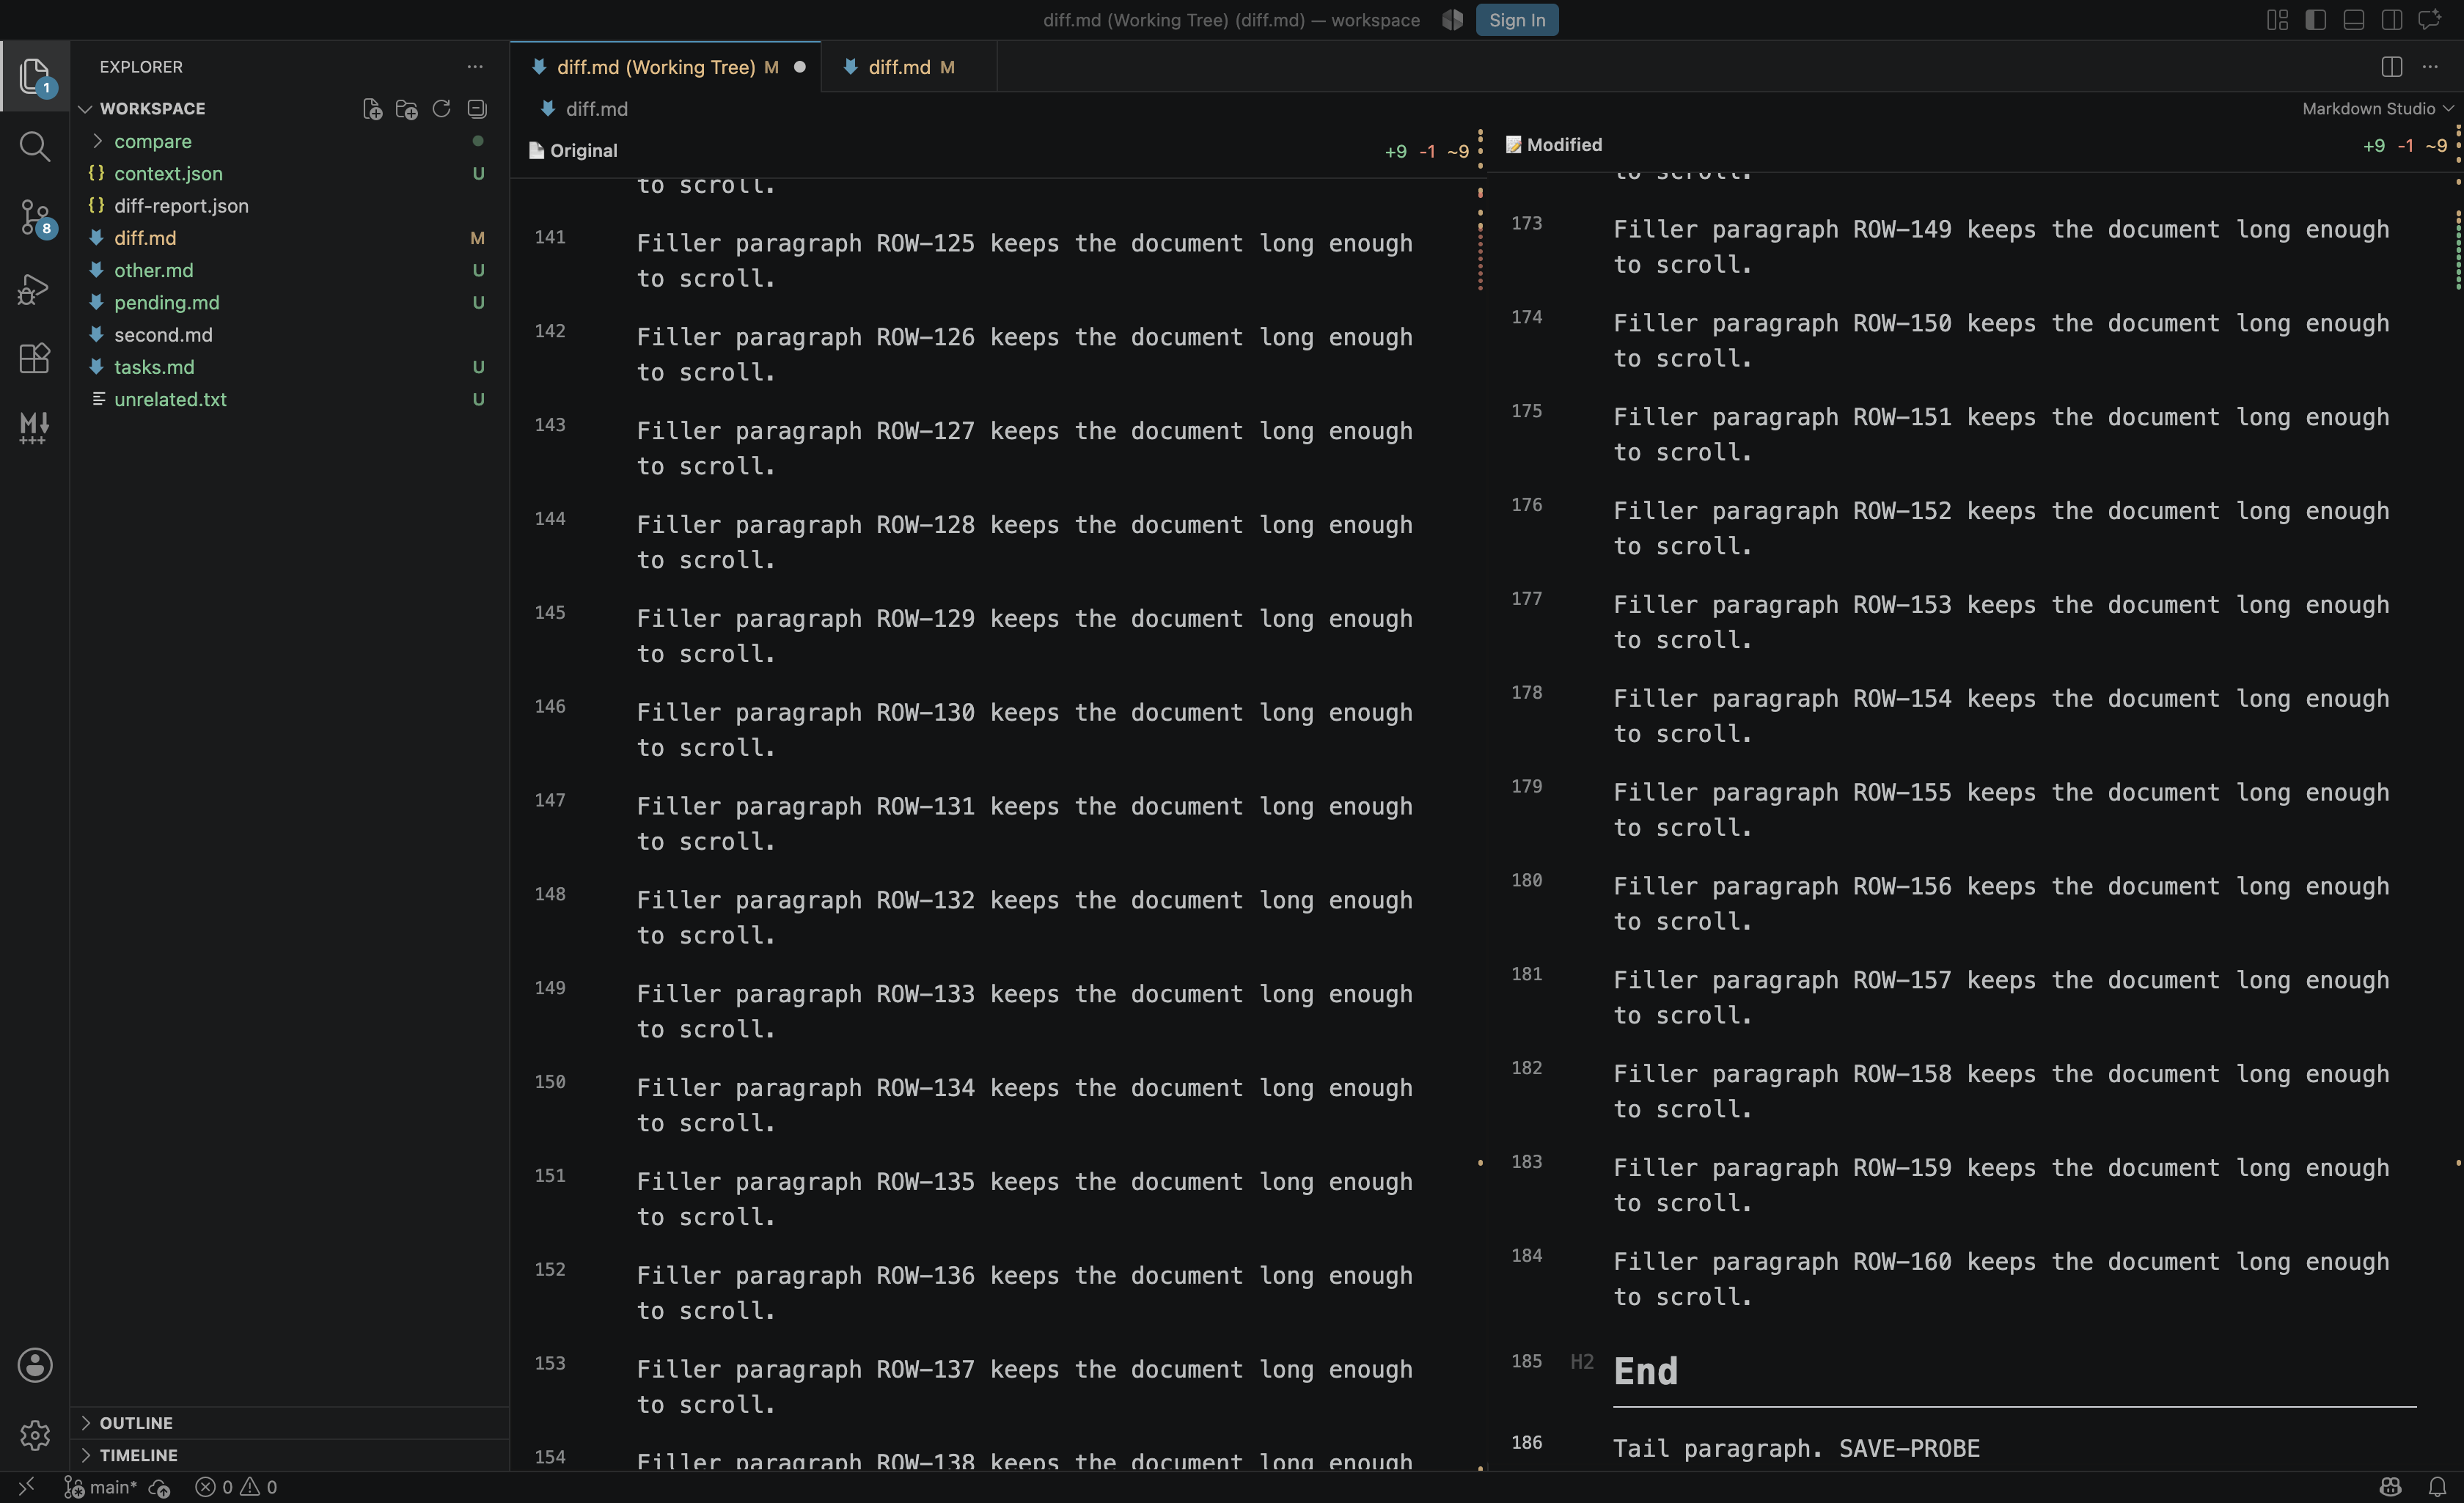 diff.md (Working Tree) (diff.md) — workspace
Sign In
EXPLORER
WORKSPACE
compare
context.json U
diff-report.json
diff.md M
other.md U
pending.md U
second.md
tasks.md U
unrelated.txt U
OUTLINE
TIMELINE
1
8
diff.md (Working Tree) M
diff.md M
diff.md
Markdown Studio
Original
+9 -1 ~9
to scroll.
141 Filler paragraph ROW-125 keeps the document long enough
to scroll.
142 Filler paragraph ROW-126 keeps the document long enough
to scroll.
143 Filler paragraph ROW-127 keeps the document long enough
to scroll.
144 Filler paragraph ROW-128 keeps the document long enough
to scroll.
145 Filler paragraph ROW-129 keeps the document long enough
to scroll.
146 Filler paragraph ROW-130 keeps the document long enough
to scroll.
147 Filler paragraph ROW-131 keeps the document long enough
to scroll.
148 Filler paragraph ROW-132 keeps the document long enough
to scroll.
149 Filler paragraph ROW-133 keeps the document long enough
to scroll.
150 Filler paragraph ROW-134 keeps the document long enough
to scroll.
151 Filler paragraph ROW-135 keeps the document long enough
to scroll.
152 Filler paragraph ROW-136 keeps the document long enough
to scroll.
153 Filler paragraph ROW-137 keeps the document long enough
to scroll.
154 Filler paragraph ROW-138 keeps the document long enough
Modified
+9 -1 ~9
to scroll.
173 Filler paragraph ROW-149 keeps the document long enough
to scroll.
174 Filler paragraph ROW-150 keeps the document long enough
to scroll.
175 Filler paragraph ROW-151 keeps the document long enough
to scroll.
176 Filler paragraph ROW-152 keeps the document long enough
to scroll.
177 Filler paragraph ROW-153 keeps the document long enough
to scroll.
178 Filler paragraph ROW-154 keeps the document long enough
to scroll.
179 Filler paragraph ROW-155 keeps the document long enough
to scroll.
180 Filler paragraph ROW-156 keeps the document long enough
to scroll.
181 Filler paragraph ROW-157 keeps the document long enough
to scroll.
182 Filler paragraph ROW-158 keeps the document long enough
to scroll.
183 Filler paragraph ROW-159 keeps the document long enough
to scroll.
184 Filler paragraph ROW-160 keeps the document long enough
to scroll.
185 H2 End
186 Tail paragraph. SAVE-PROBE
main* 0 0